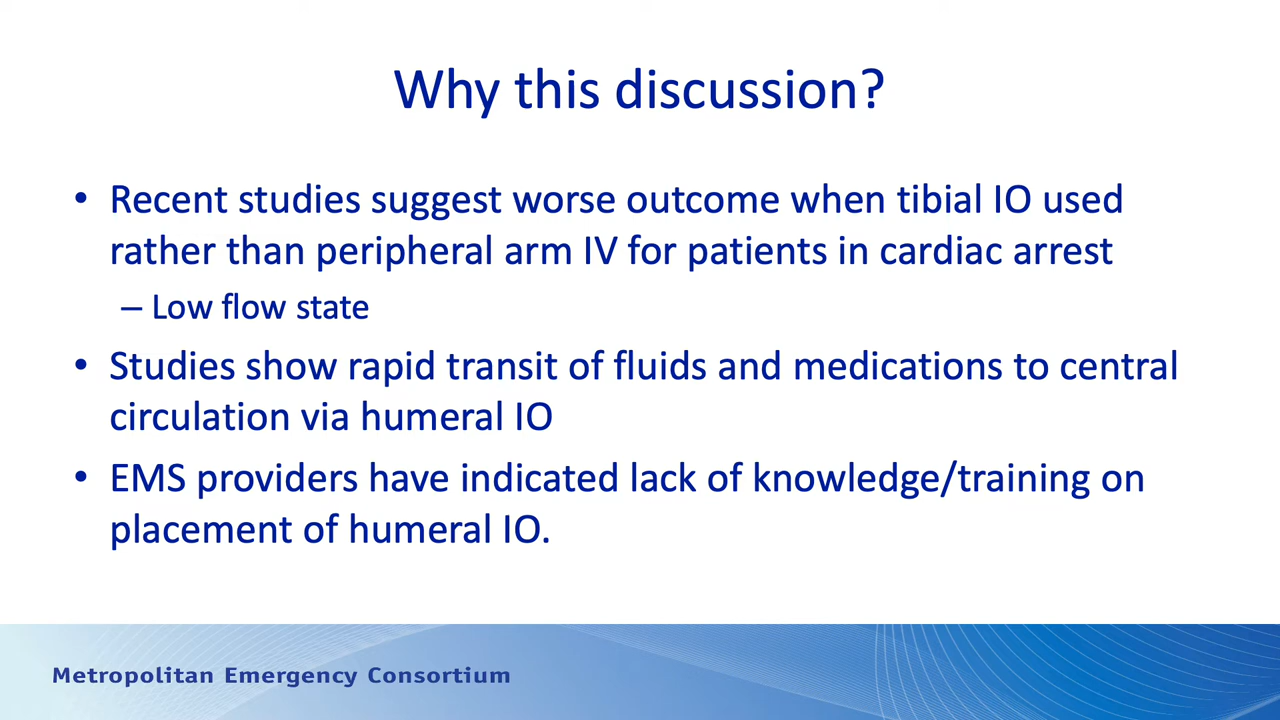 Why this discussion?
• Recent studies suggest worse outcome when tibial IO used
rather than peripheral arm IV for patients in cardiac arrest
– Low flow state
• Studies show rapid transit of fluids and medications to central
circulation via humeral IO
• EMS providers have indicated lack of knowledge/training on
placement of humeral IO.
Metropolitan Emergency Consortium